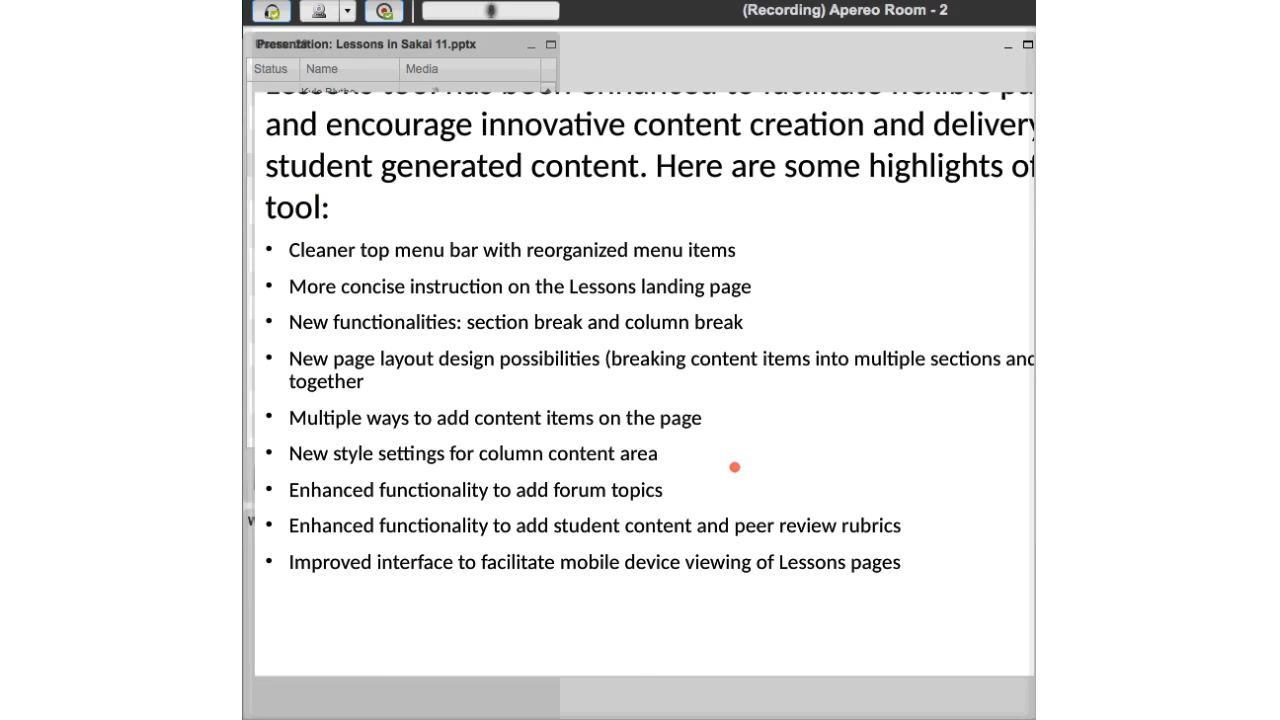 (Recording) Apereo Room - 2
Presentation: Lessons in Sakai 11.pptx
Status Name Media
and encourage innovative content creation and delivery
student generated content. Here are some highlights of
tool:
• Cleaner top menu bar with reorganized menu items
• More concise instruction on the Lessons landing page
• New functionalities: section break and column break
• New page layout design possibilities (breaking content items into multiple sections and
together
• Multiple ways to add content items on the page
• New style settings for column content area
• Enhanced functionality to add forum topics
• Enhanced functionality to add student content and peer review rubrics
• Improved interface to facilitate mobile device viewing of Lessons pages